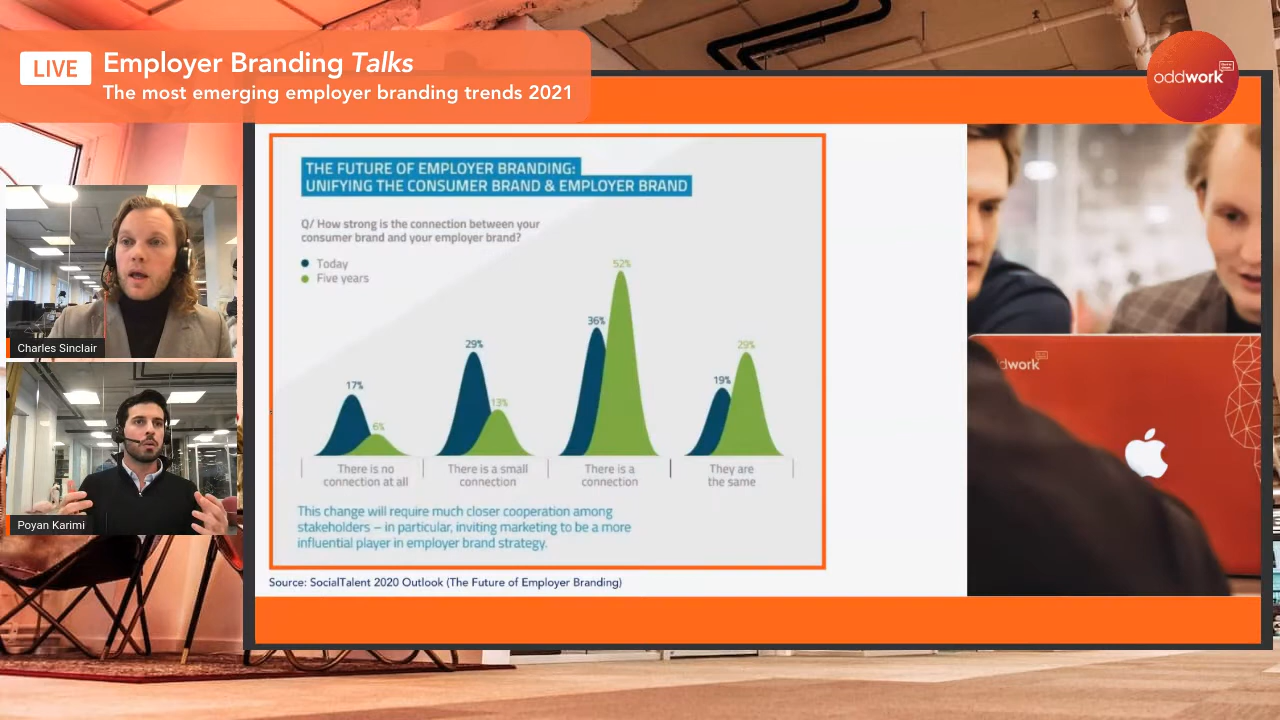 LIVE
Employer Branding Talks
The most emerging employer branding trends 2021
oddwork
THE FUTURE OF EMPLOYER BRANDING:
UNIFYING THE CONSUMER BRAND & EMPLOYER BRAND
Q/ How strong is the connection between your
consumer brand and your employer brand?
Today
Five years
17%
6%
29%
13%
36%
52%
19%
29%
There is no
connection at all
There is a small
connection
There is a
connection
They are
the same
This change will require much closer cooperation among
stakeholders – in particular, inviting marketing to be a more
influential player in employer brand strategy.
Source: SocialTalent 2020 Outlook (The Future of Employer Branding)
dwork
Charles Sinclair
Poyan Karimi